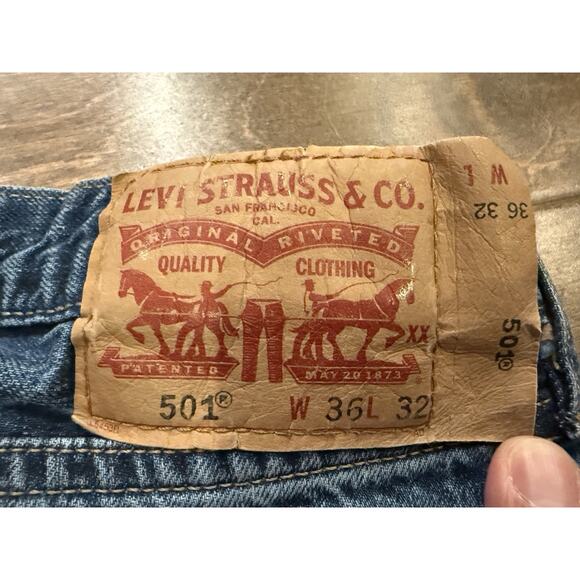 LEVI STRAUSS & CO.
SAN FRANCISCO
CAL.
ORIGINAL RIVETED
QUALITY CLOTHING
XX
PATENTED MAY 20 1873
501® W 36 L 32
W L
36 32
501®